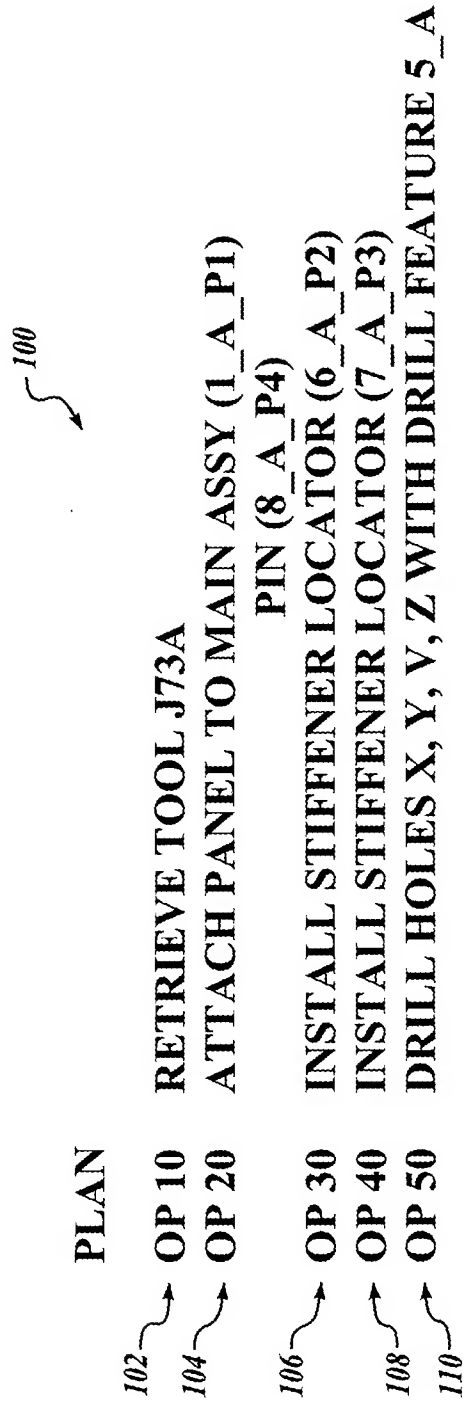 100
PLAN
102 OP 10 RETRIEVE TOOL J73A
104 OP 20 ATTACH PANEL TO MAIN ASSY (1_A_P1)
PIN (8_A_P4)
106 OP 30 INSTALL STIFFENER LOCATOR (6_A_P2)
108 OP 40 INSTALL STIFFENER LOCATOR (7_A_P3)
110 OP 50 DRILL HOLES X, Y, V, Z WITH DRILL FEATURE 5_A